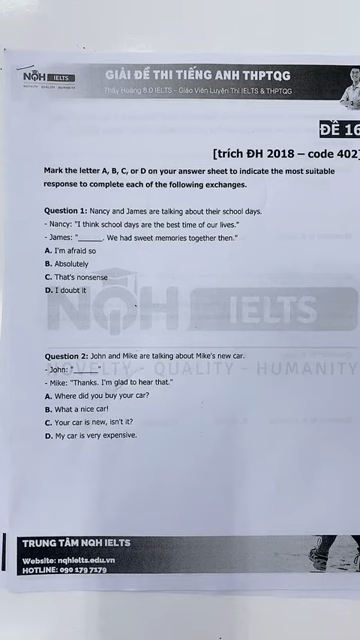 NQH IELTS
NOVELTY - QUALITY - HUMANITY
GIẢI ĐỀ THI TIẾNG ANH THPTQG
Thầy Hoàng 8.0 IELTS - Giáo Viên Luyện Thi IELTS & THPTQG
ĐỀ 16
[trích ĐH 2018 – code 402]
Mark the letter A, B, C, or D on your answer sheet to indicate the most suitable
response to complete each of the following exchanges.
Question 1: Nancy and James are talking about their school days.
- Nancy: "I think school days are the best time of our lives."
- James: "______. We had sweet memories together then."
A. I'm afraid so
B. Absolutely
C. That's nonsense
D. I doubt it
NQH IELTS
NOVELTY - QUALITY - HUMANITY
Question 2: John and Mike are talking about Mike's new car.
- John: "______"
- Mike: "Thanks. I'm glad to hear that."
A. Where did you buy your car?
B. What a nice car!
C. Your car is new, isn't it?
D. My car is very expensive.
TRUNG TÂM NQH IELTS
Website: nqhielts.edu.vn
HOTLINE: 090 179 7179